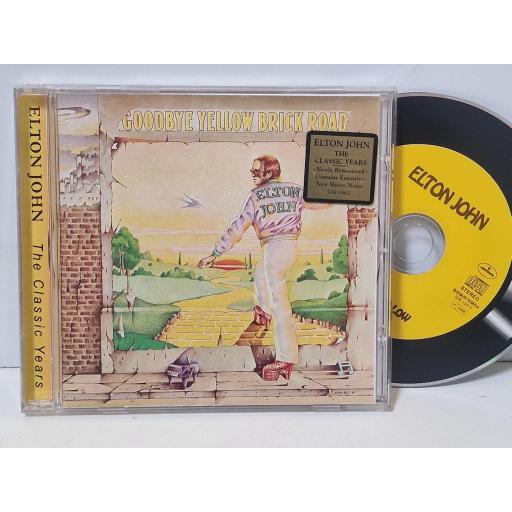 ELTON JOHN The Classic Years
GOODBYE YELLOW BRICK ROAD
ELTON JOHN
THE
CLASSIC YEARS
Newly Remastered
Contains Extensive
New Sleeve Notes
ELTON
JOHN
ELTON JOHN
STEREO
LOW